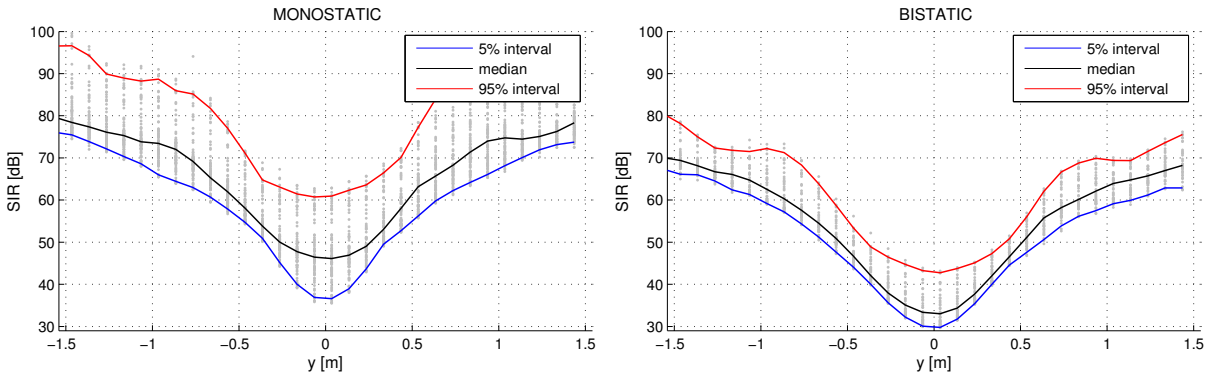 MONOSTATIC
100
90
80
70
60
50
40
30
SIR [dB]
−1.5
−1
−0.5
0
0.5
1
1.5
y [m]
5% interval
median
95% interval
BISTATIC
100
90
80
70
60
50
40
30
SIR [dB]
−1.5
−1
−0.5
0
0.5
1
1.5
y [m]
5% interval
median
95% interval